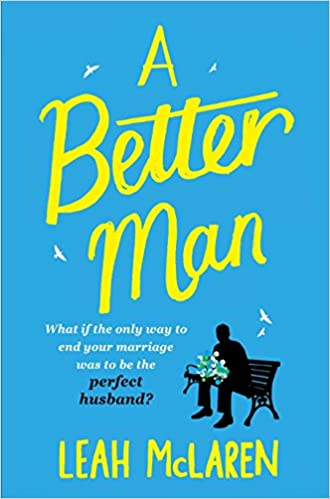 A
Better
Man
What if the only way to
end your marriage
was to be the
perfect
husband?
LEAH McLAREN